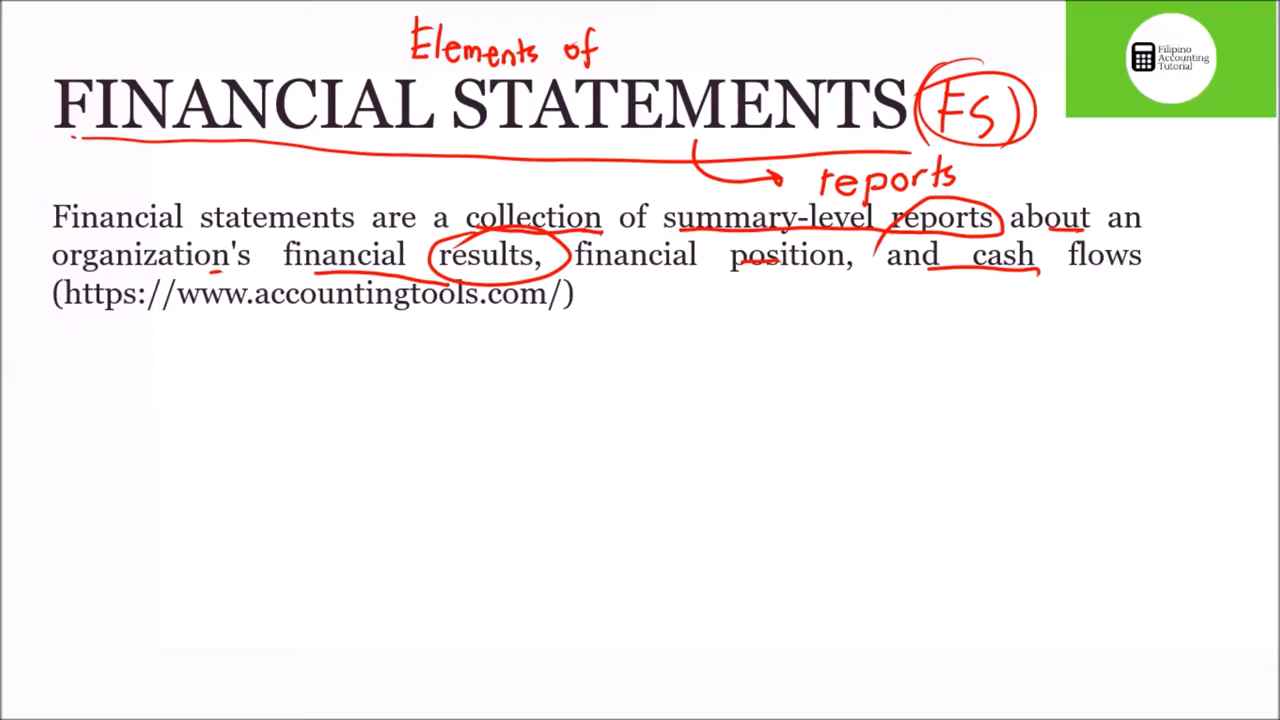 Elements of
FINANCIAL STATEMENTS (FS)
reports
Filipino
Accounting
Tutorial
Financial statements are a collection of summary-level reports about an
organization's financial results, financial position, and cash flows
(https://www.accountingtools.com/)